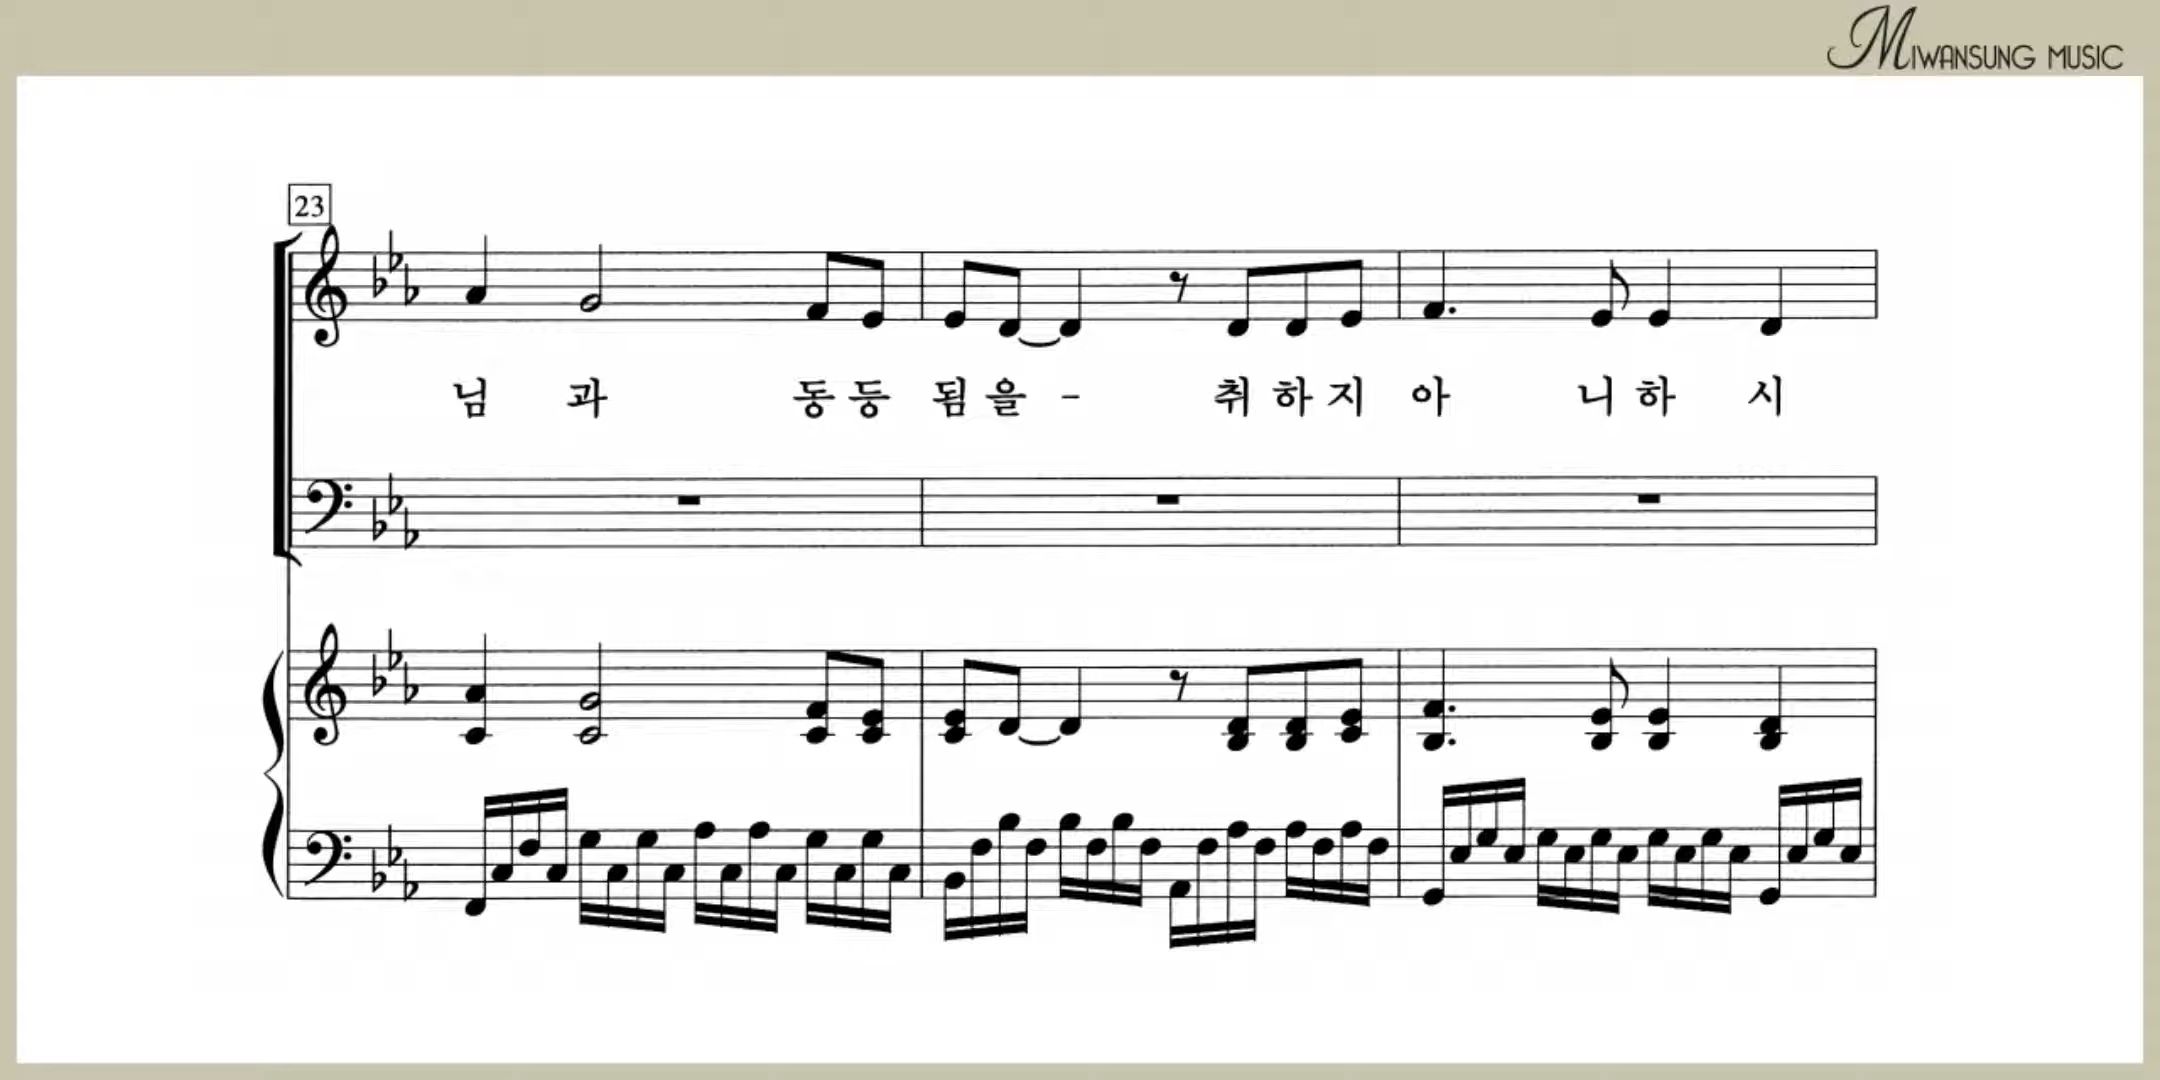 MIWANSUNG MUSIC
23
님 과 동 등 됨 을 - 취 하 지 아 니 하 시